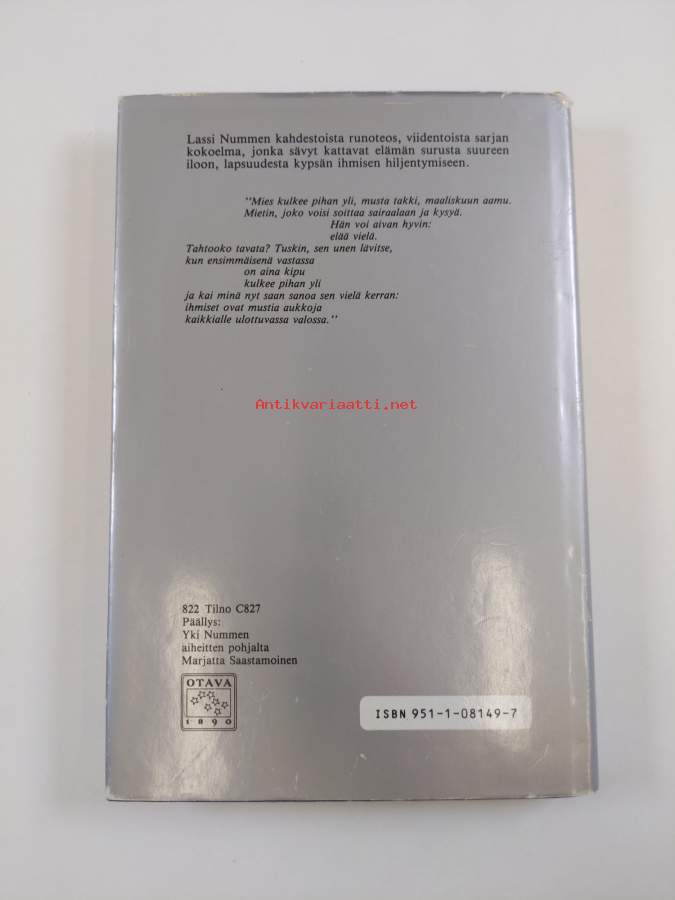 Lassi Nummen kahdestoista runoteos, viidentoista sarjan
kokoelma, jonka sävyt kattavat elämän surusta suureen
iloon, lapsuudesta kypsän ihmisen hiljentymiseen.
"Mies kulkee pihan yli, musta takki, maaliskuun aamu.
Mietin, joko voisi soittaa sairaalaan ja kysyä.
Hän voi aivan hyvin:
elää vielä.
Tahtooko tavata? Tuskin, sen unen lävitse,
kun ensimmäisenä vastassa
on aina kipu
kulkee pihan yli
ja kai minä nyt saan sanoa sen vielä kerran:
ihmiset ovat mustia aukkoja
kaikkialle ulottuvassa valossa."
Antikvariaatti.net
822 Tilno C827
Päällys:
Yki Nummen
aiheitten pohjalta
Marjatta Saastamoinen
OTAVA
1890
ISBN 951-1-08149-7